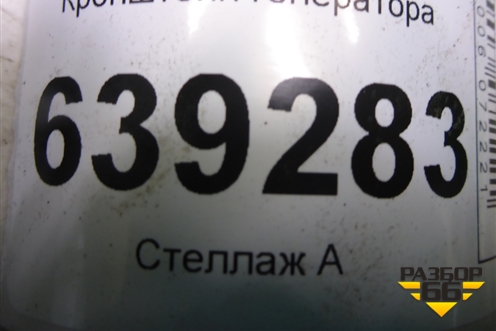 Кронштейн генератора
639283
Стеллаж А
РАЗБОР
66